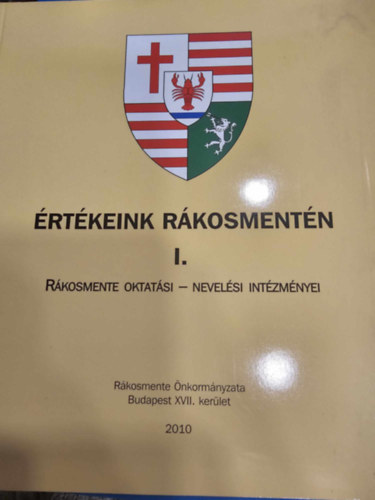 ÉRTÉKEINK RÁKOSMENTÉN
I.
RÁKOSMENTE OKTATÁSI – NEVELÉSI INTÉZMÉNYEI
Rákosmente Önkormányzata
Budapest XVII. kerület
2010